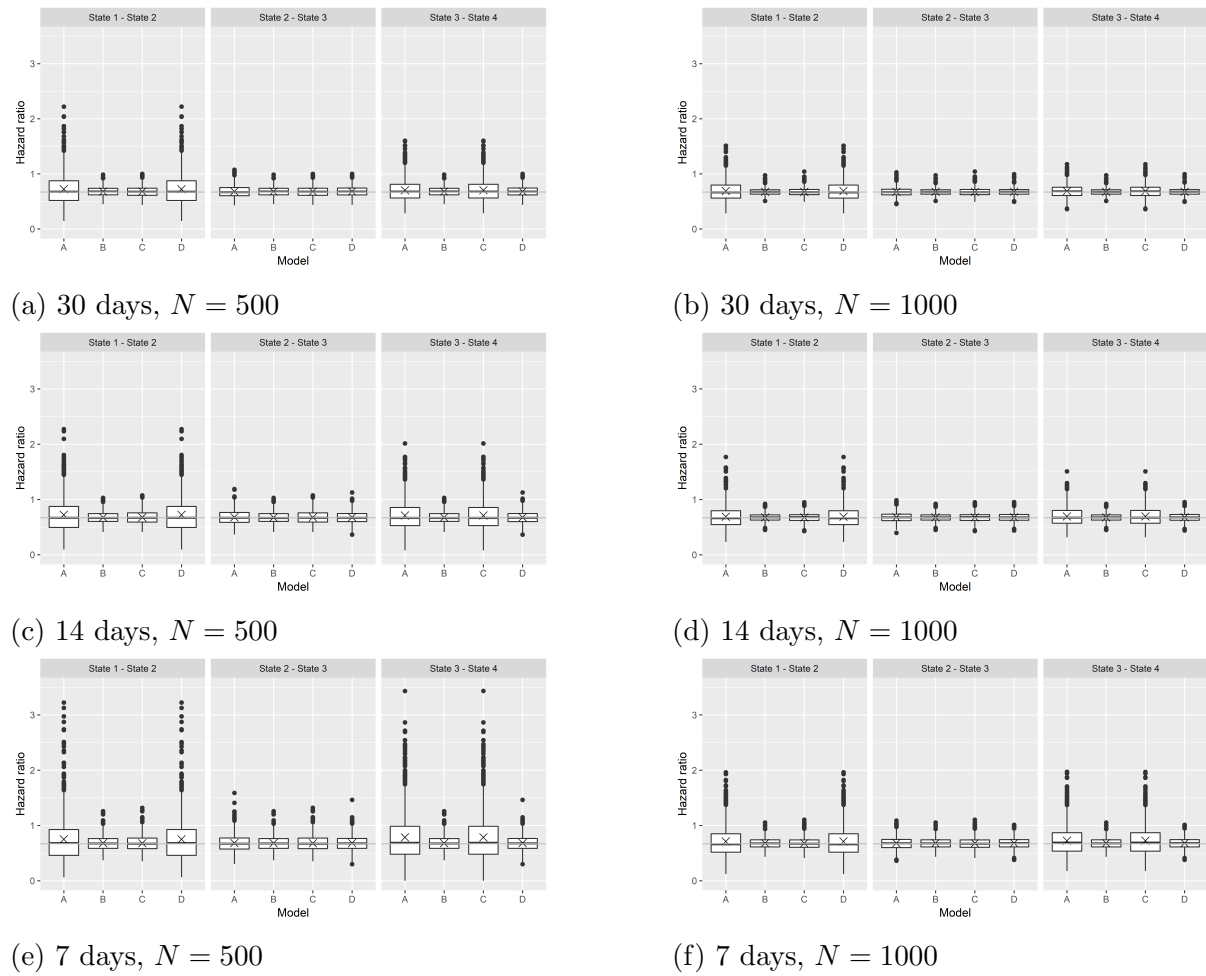 State 1 - State 2 State 2 - State 3 State 3 - State 4
Hazard ratio
3
2
1
0
A B C D A B C D A B C D
Model
(a) 30 days, N = 500
State 1 - State 2 State 2 - State 3 State 3 - State 4
Hazard ratio
3
2
1
0
A B C D A B C D A B C D
Model
(b) 30 days, N = 1000
State 1 - State 2 State 2 - State 3 State 3 - State 4
Hazard ratio
3
2
1
0
A B C D A B C D A B C D
Model
(c) 14 days, N = 500
State 1 - State 2 State 2 - State 3 State 3 - State 4
Hazard ratio
3
2
1
0
A B C D A B C D A B C D
Model
(d) 14 days, N = 1000
State 1 - State 2 State 2 - State 3 State 3 - State 4
Hazard ratio
3
2
1
0
A B C D A B C D A B C D
Model
(e) 7 days, N = 500
State 1 - State 2 State 2 - State 3 State 3 - State 4
Hazard ratio
3
2
1
0
A B C D A B C D A B C D
Model
(f) 7 days, N = 1000